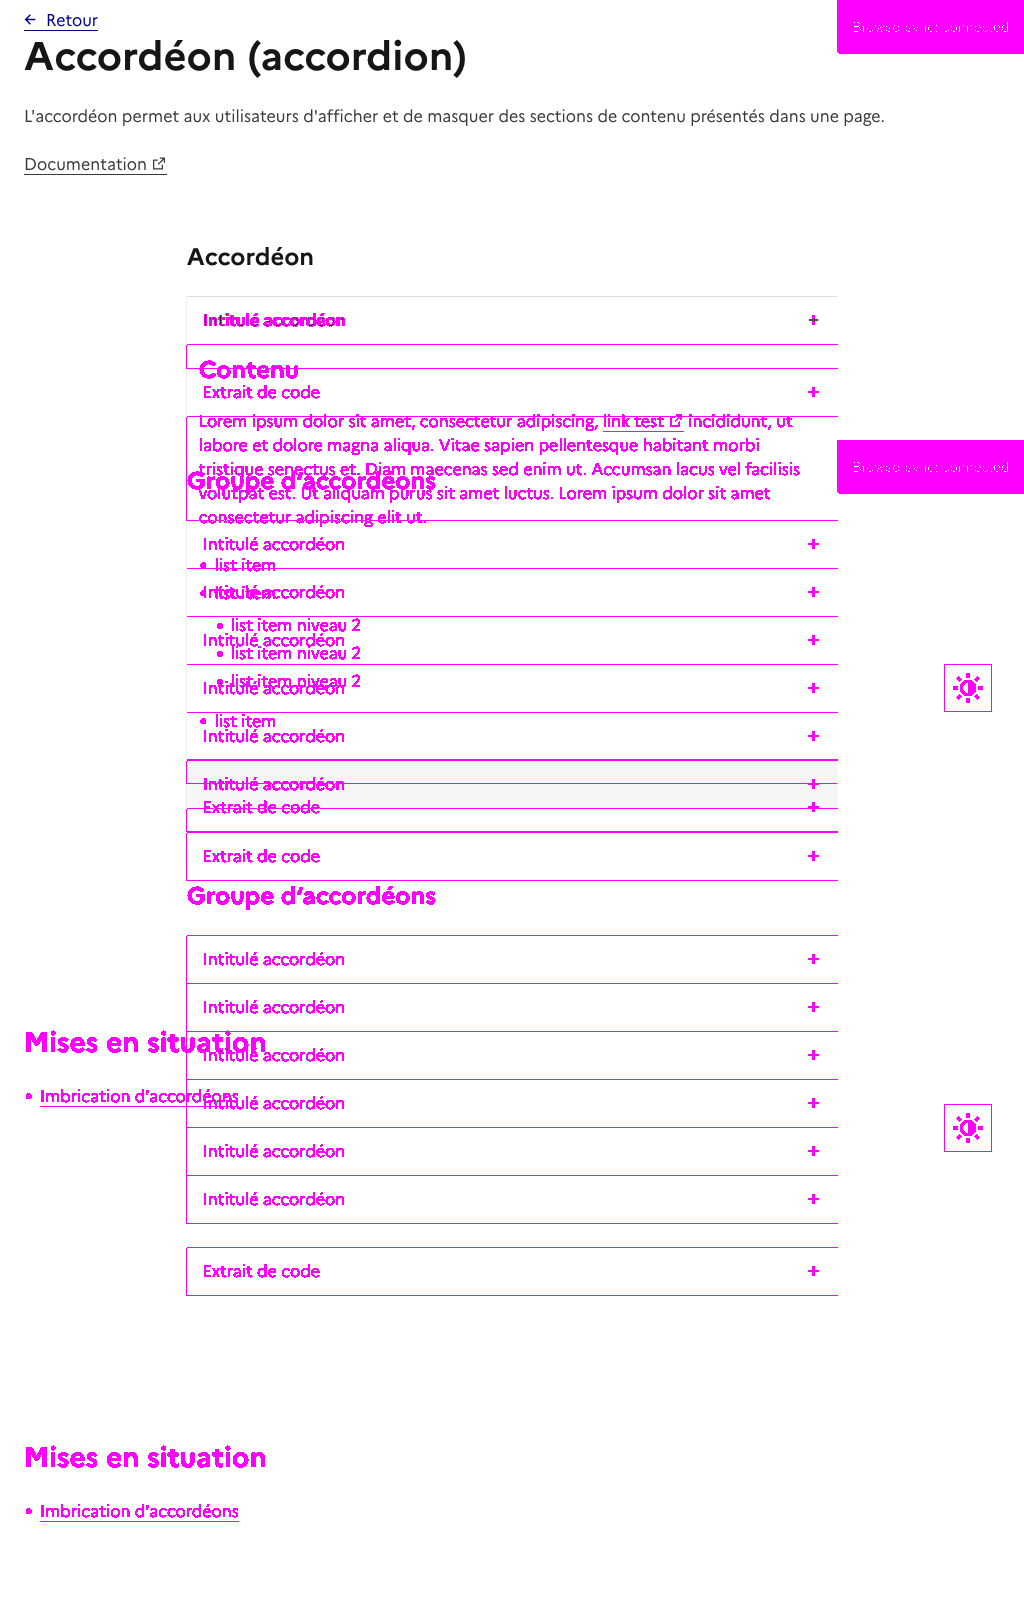 ← Retour
Accordéon (accordion)
Browser-sync: connected
L'accordéon permet aux utilisateurs d'afficher et de masquer des sections de contenu présentés dans une page.
Documentation
Accordéon
Intitulé accordéon +
Contenu
Extrait de code +
Lorem ipsum dolor sit amet, consectetur adipiscing, link test incididunt, ut
labore et dolore magna aliqua. Vitae sapien pellentesque habitant morbi
Browser-sync: connected
tristique senectus et. Diam maecenas sed enim ut. Accumsan lacus vel facilisis
Groupe d’accordéons
volutpat est. Ut aliquam purus sit amet luctus. Lorem ipsum dolor sit amet
consectetur adipiscing elit ut.
Intitulé accordéon +
• list item
Intitulé accordéon +
• list item
• list item niveau 2
Intitulé accordéon +
• list item niveau 2
• list item niveau 2
Intitulé accordéon +
• list item
Intitulé accordéon +
Intitulé accordéon +
Extrait de code +
Extrait de code +
Groupe d’accordéons
Intitulé accordéon +
Intitulé accordéon +
Mises en situation
Intitulé accordéon +
• Imbrication d’accordéons
Intitulé accordéon +
Intitulé accordéon +
Intitulé accordéon +
Extrait de code +
Mises en situation
• Imbrication d’accordéons